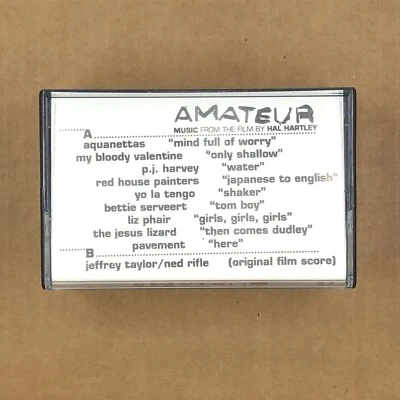 AMATEUR
MUSIC FROM THE FILM BY HAL HARTLEY
A
aquanettas "mind full of worry"
my bloody valentine "only shallow"
p.j. harvey "water"
red house painters "japanese to english"
yo la tengo "shaker"
bettie serveert "tom boy"
liz phair "girls, girls, girls"
the jesus lizard "then comes dudley"
pavement "here"
B
jeffrey taylor/ned rifle (original film score)